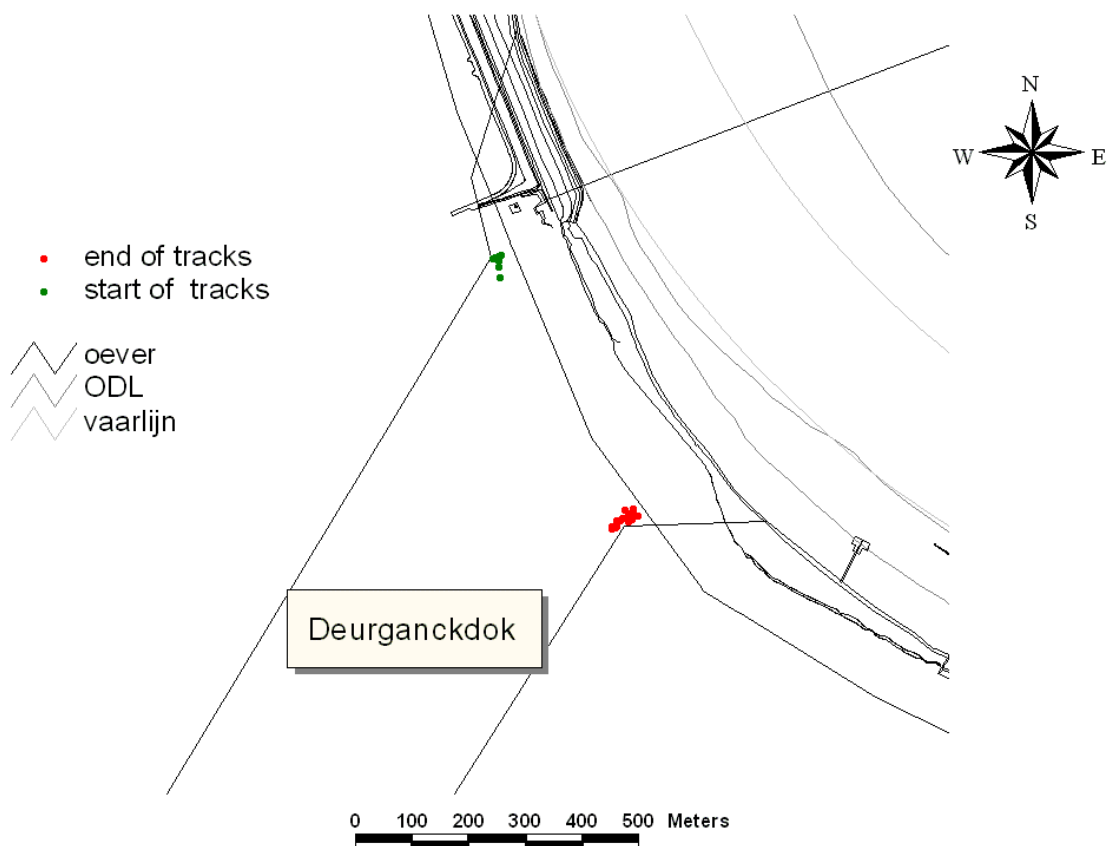 N
W E
S
end of tracks
start of tracks
oever
ODL
vaarlijn
Deurganckdok
0 100 200 300 400 500 Meters